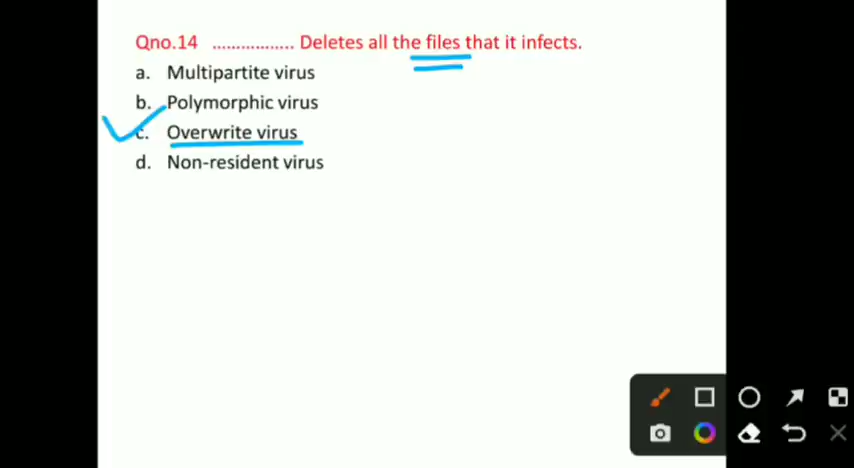 Qno.14 ................. Deletes all the files that it infects.
a. Multipartite virus
b. Polymorphic virus
c. Overwrite virus
d. Non-resident virus